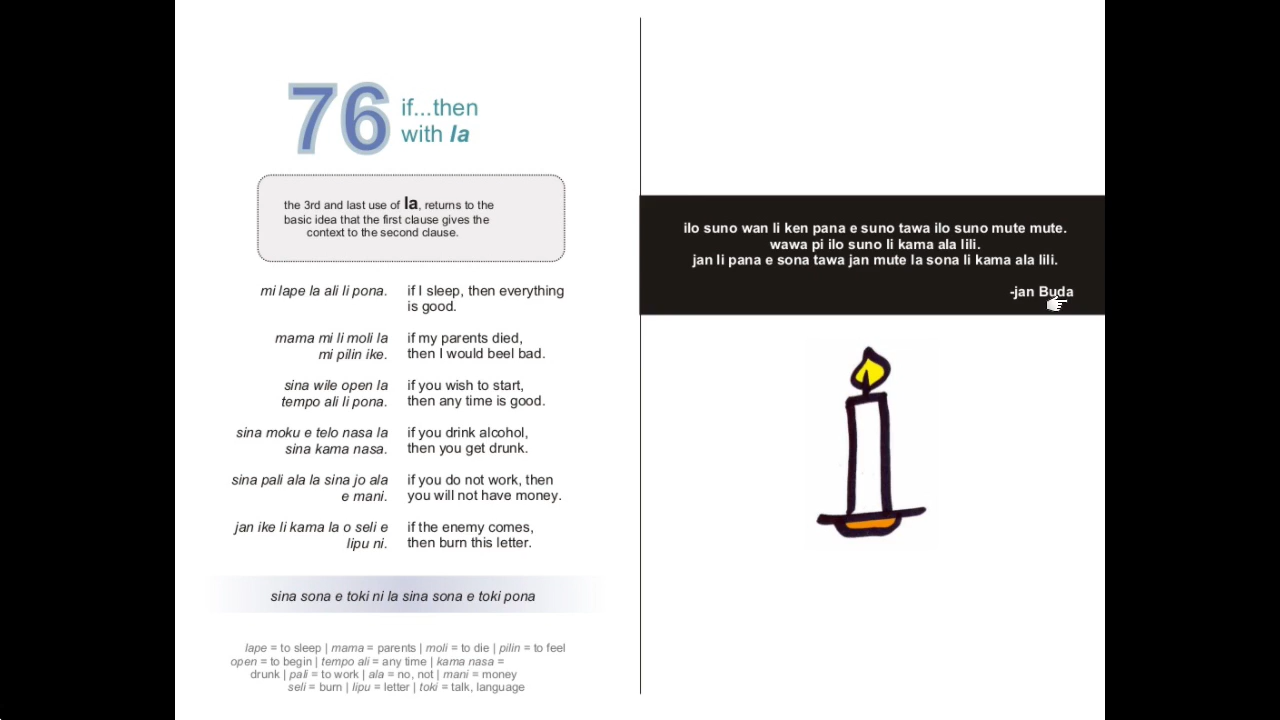 76 if...then
with la
the 3rd and last use of la, returns to the
basic idea that the first clause gives the
context to the second clause.
mi lape la ali li pona.
if I sleep, then everything
is good.
mama mi li moli la
mi pilin ike.
if my parents died,
then I would beel bad.
sina wile open la
tempo ali li pona.
if you wish to start,
then any time is good.
sina moku e telo nasa la
sina kama nasa.
if you drink alcohol,
then you get drunk.
sina pali ala la sina jo ala
e mani.
if you do not work, then
you will not have money.
jan ike li kama la o seli e
lipu ni.
if the enemy comes,
then burn this letter.
sina sona e toki ni la sina sona e toki pona
lape = to sleep | mama = parents | moli = to die | pilin = to feel
open = to begin | tempo ali = any time | kama nasa =
drunk | pali = to work | ala = no, not | mani = money
seli = burn | lipu = letter | toki = talk, language
ilo suno wan li ken pana e suno tawa ilo suno mute mute.
wawa pi ilo suno li kama ala lili.
jan li pana e sona tawa jan mute la sona li kama ala lili.
-jan Buda